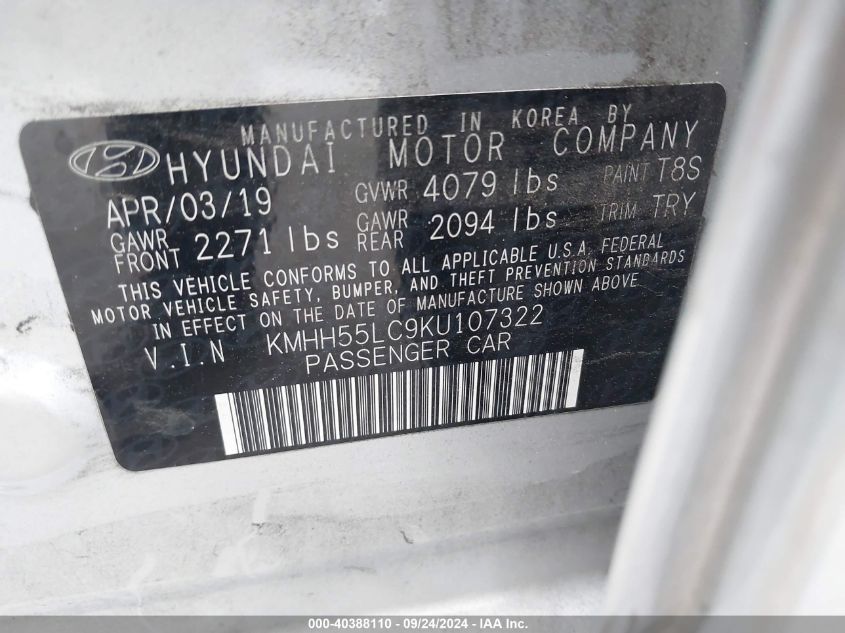 MANUFACTURED IN KOREA BY
HYUNDAI MOTOR COMPANY
APR/03/19 GVWR 4079 lbs PAINT T8S
GAWR FRONT 2271 lbs GAWR REAR 2094 lbs TRIM TRY
THIS VEHICLE CONFORMS TO ALL APPLICABLE U.S.A. FEDERAL
MOTOR VEHICLE SAFETY, BUMPER, AND THEFT PREVENTION STANDARDS
IN EFFECT ON THE DATE OF MANUFACTURE SHOWN ABOVE
V.I.N KMHH55LC9KU107322
PASSENGER CAR
000-40388110 - 09/24/2024 - IAA Inc.